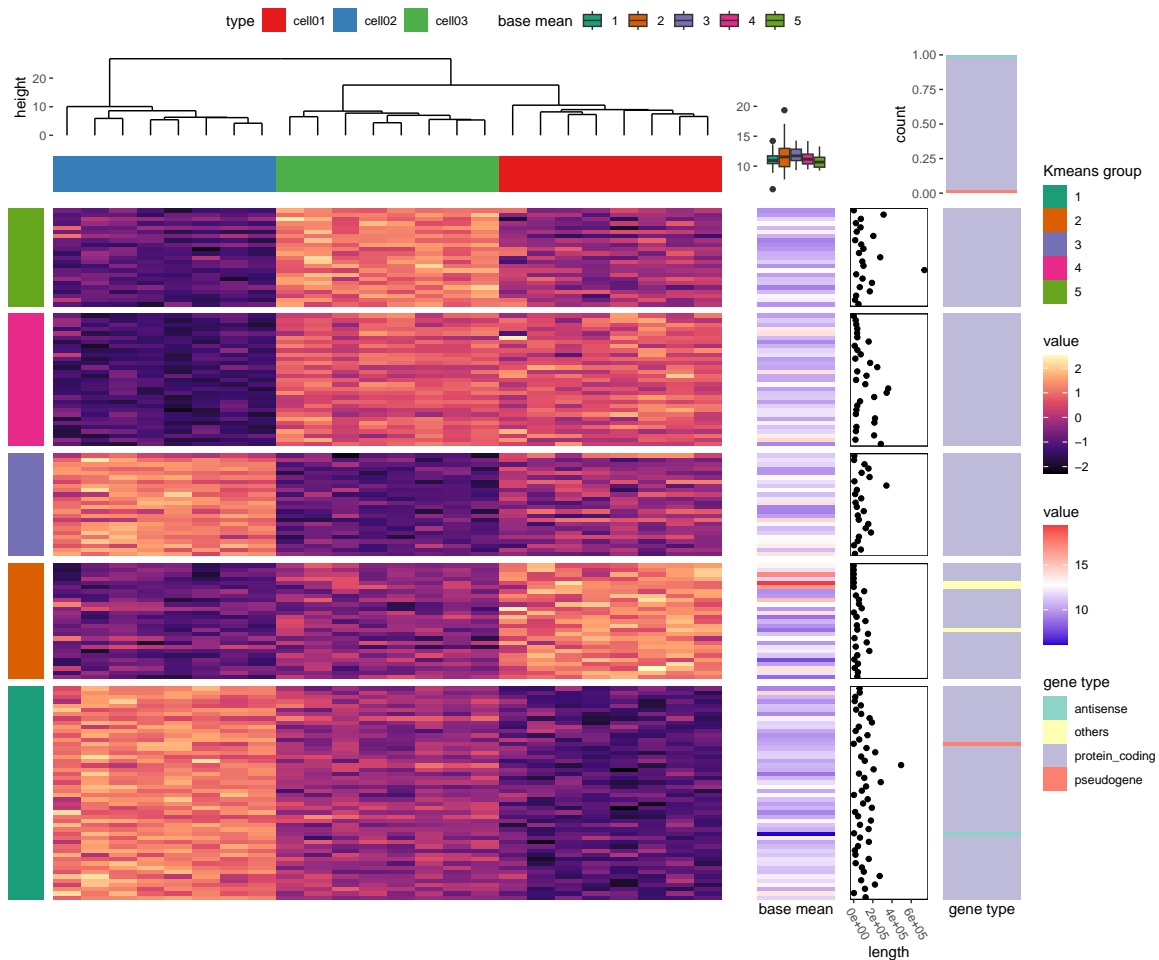 type cell01 cell02 cell03 base mean 1 2 3 4 5
height
20
10
0
20
15
10
count
1.00
0.75
0.50
0.25
0.00
Kmeans group
1
2
3
4
5
value
2
1
0
−1
−2
value
15
10
gene type
antisense
others
protein_coding
pseudogene
base mean
0e+00 2e+05 4e+05 6e+05
length
gene type